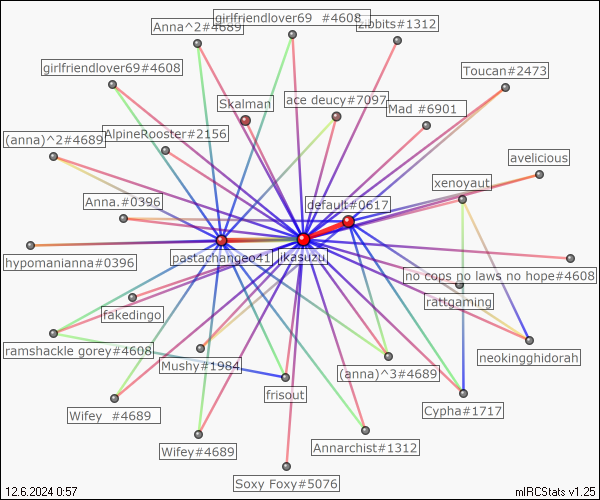 girlfriendlover69 #4608
Anna^2#4689
zibbits#1312
girlfriendlover69#4608
Toucan#2473
Skalman
ace deucy#7097
Mad #6901
AlpineRooster#2156
(anna)^2#4689
avelicious
xenoyaut
Anna.#0396
default#0617
pastachangeo41
jikasuzu
hypomanianna#0396
no cops no laws no hope#4608
rattgaming
fakedingo
ramshackle gorey#4608
Mushy#1984
neokingghidorah
(anna)^3#4689
frisout
Wifey #4689
Cypha#1717
Annarchist#1312
Wifey#4689
Soxy Foxy#5076
12.6.2024 0:57
mIRCStats v1.25